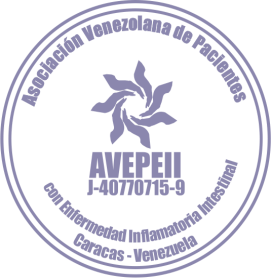 Asociación Venezolana de Pacientes
AVEPEII
J-40770715-9
con Enfermedad Inflamatoria Intestinal
Caracas - Venezuela